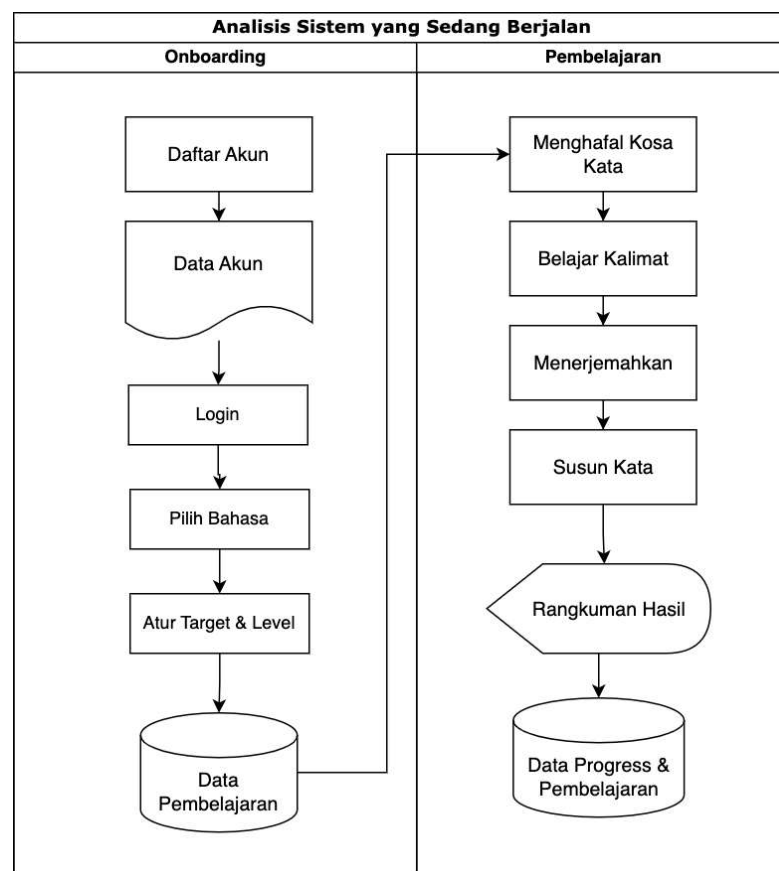 Analisis Sistem yang Sedang Berjalan
Onboarding
Pembelajaran
Daftar Akun
Data Akun
Login
Pilih Bahasa
Atur Target & Level
Data
Pembelajaran
Menghafal Kosa
Kata
Belajar Kalimat
Menerjemahkan
Susun Kata
Rangkuman Hasil
Data Progress &
Pembelajaran